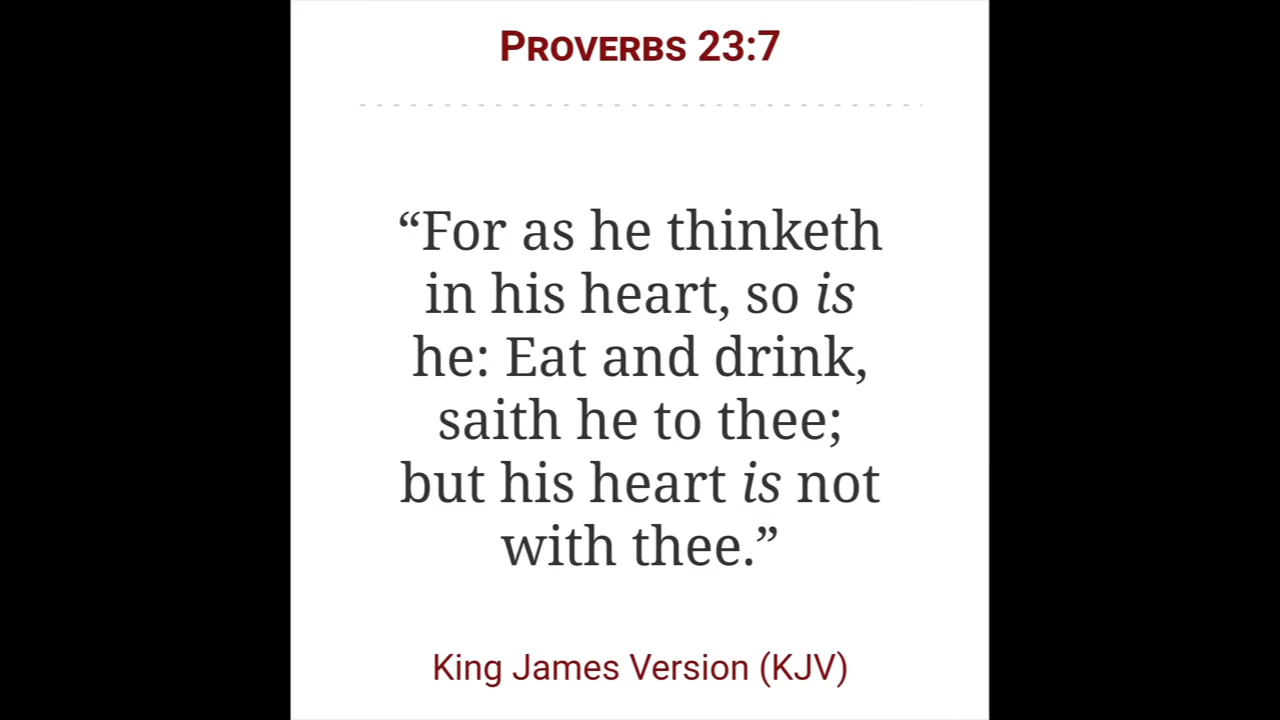 PROVERBS 23:7
“For as he thinketh
in his heart, so is
he: Eat and drink,
saith he to thee;
but his heart is not
with thee.”
King James Version (KJV)